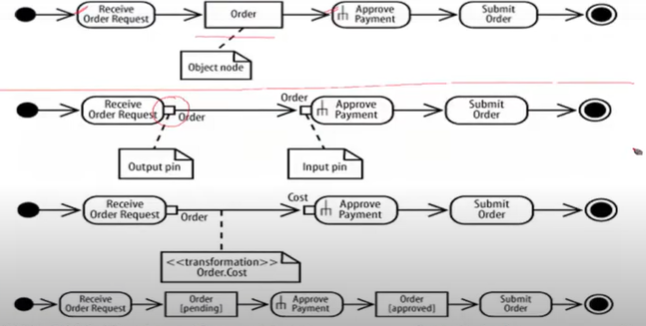 Receive
Order Request
Order
Approve
Payment
Submit
Order
Object node
Receive
Order Request
Order
Order
Approve
Payment
Submit
Order
Output pin
Input pin
Receive
Order Request
Order
Cost
Approve
Payment
Submit
Order
<<transformation>>
Order.Cost
Receive
Order Request
Order
[pending]
Approve
Payment
Order
[approved]
Submit
Order